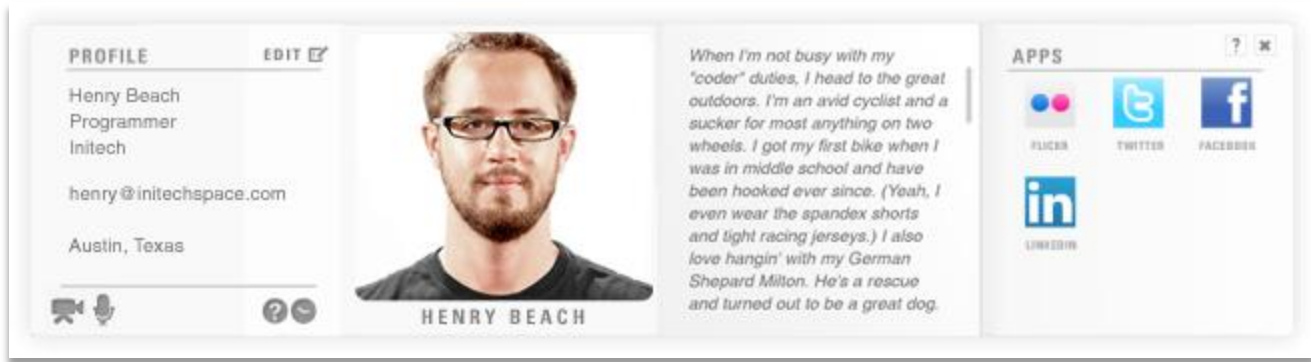 PROFILE
EDIT
Henry Beach
Programmer
Initech
henry@initechspace.com
Austin, Texas
HENRY BEACH
When I'm not busy with my
"coder" duties, I head to the great
outdoors. I'm an avid cyclist and a
sucker for most anything on two
wheels. I got my first bike when I
was in middle school and have
been hooked ever since. (Yeah, I
even wear the spandex shorts
and tight racing jerseys.) I also
love hangin' with my German
Shepard Milton. He's a rescue
and turned out to be a great dog.
APPS
?
FLICKR
TWITTER
FACEBOOK
in
LINKEDIN